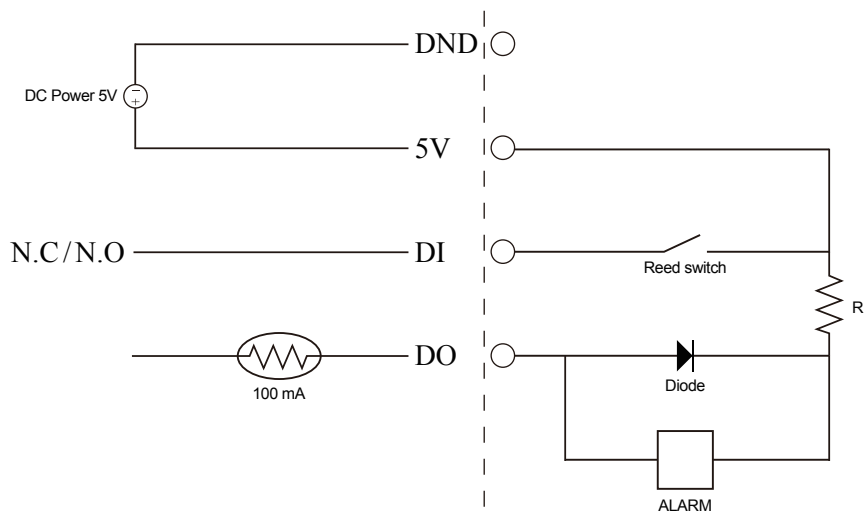 DND
DC Power 5V
5V
N.C/N.O
DI
Reed switch
R
DO
100 mA
Diode
ALARM